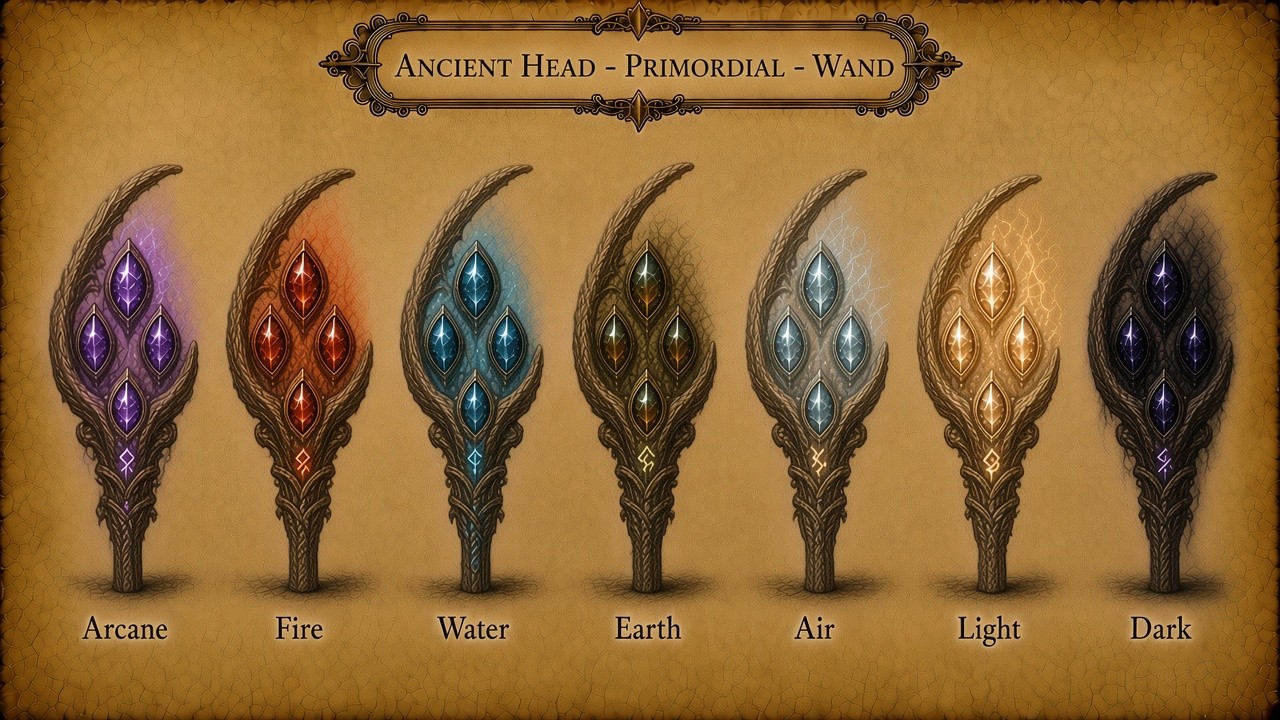 Ancient Head - Primordial - Wand
Arcane
Fire
Water
Earth
Air
Light
Dark